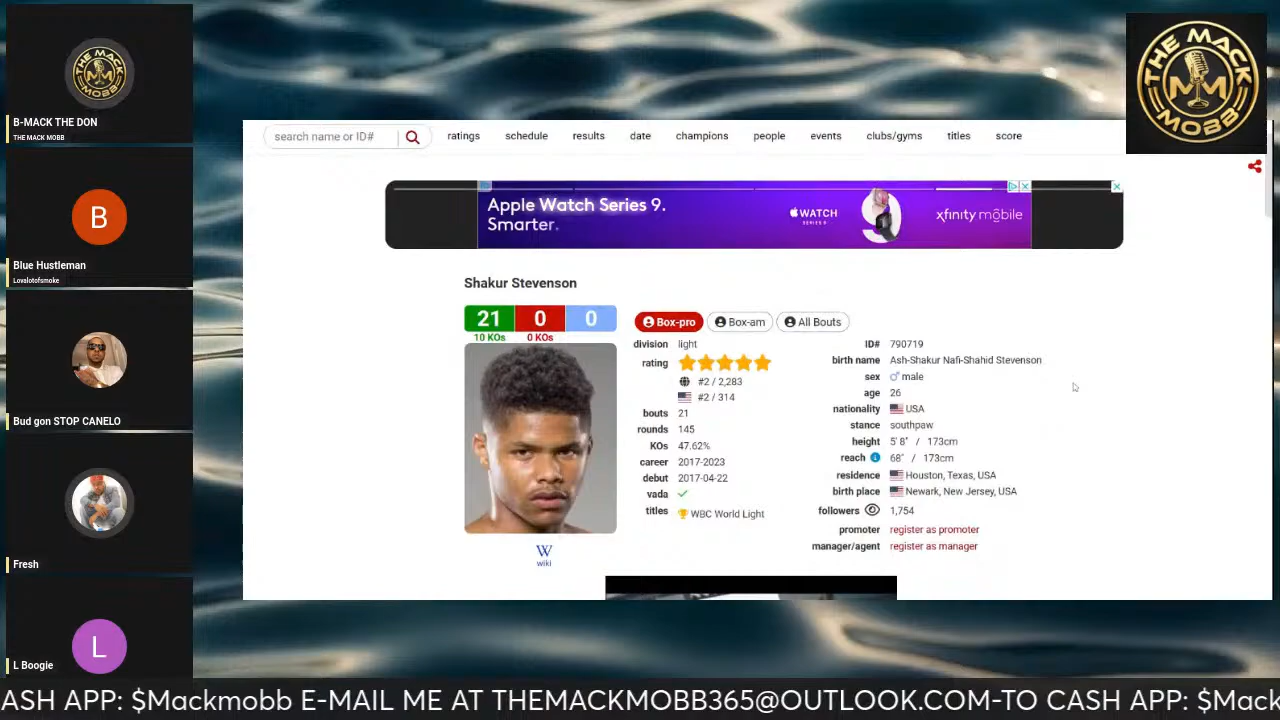 B-MACK THE DON
THE MACK MOBB
B
Blue Hustleman
Lovalotofsmoke
Bud gon STOP CANELO
Fresh
L
L Boogie
THE MACK
MM
MOBB
search name or ID#
ratings schedule results date champions people events clubs/gyms titles score
Apple Watch Series 9.
Smarter.
WATCH
SERIES 9
xfinity mobile
Shakur Stevenson
21 0 0
10 KOs 0 KOs
Box-pro Box-am All Bouts
division light
rating
#2 / 2,283
#2 / 314
bouts 21
rounds 145
KOs 47.62%
career 2017-2023
debut 2017-04-22
vada
titles WBC World Light
ID# 790719
birth name Ash-Shakur Nafi-Shahid Stevenson
sex male
age 26
nationality USA
stance southpaw
height 5' 8" / 173cm
reach 68" / 173cm
residence Houston, Texas, USA
birth place Newark, New Jersey, USA
followers 1,754
promoter register as promoter
manager/agent register as manager
W
wiki
ASH APP: $Mackmobb E-MAIL ME AT THEMACKMOBB365@OUTLOOK.COM-TO CASH APP: $Mack